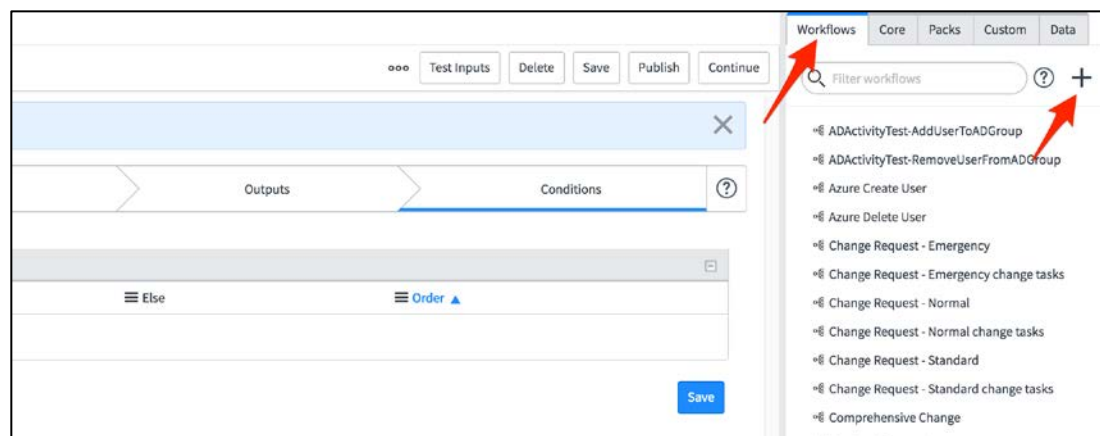 Workflows Core Packs Custom Data
Test Inputs Delete Save Publish Continue
Filter workflows
ADActivityTest-AddUserToADGroup
ADActivityTest-RemoveUserFromADGroup
Azure Create User
Azure Delete User
Change Request - Emergency
Change Request - Emergency change tasks
Change Request - Normal
Change Request - Normal change tasks
Change Request - Standard
Change Request - Standard change tasks
Comprehensive Change
Outputs Conditions
Else Order
Save